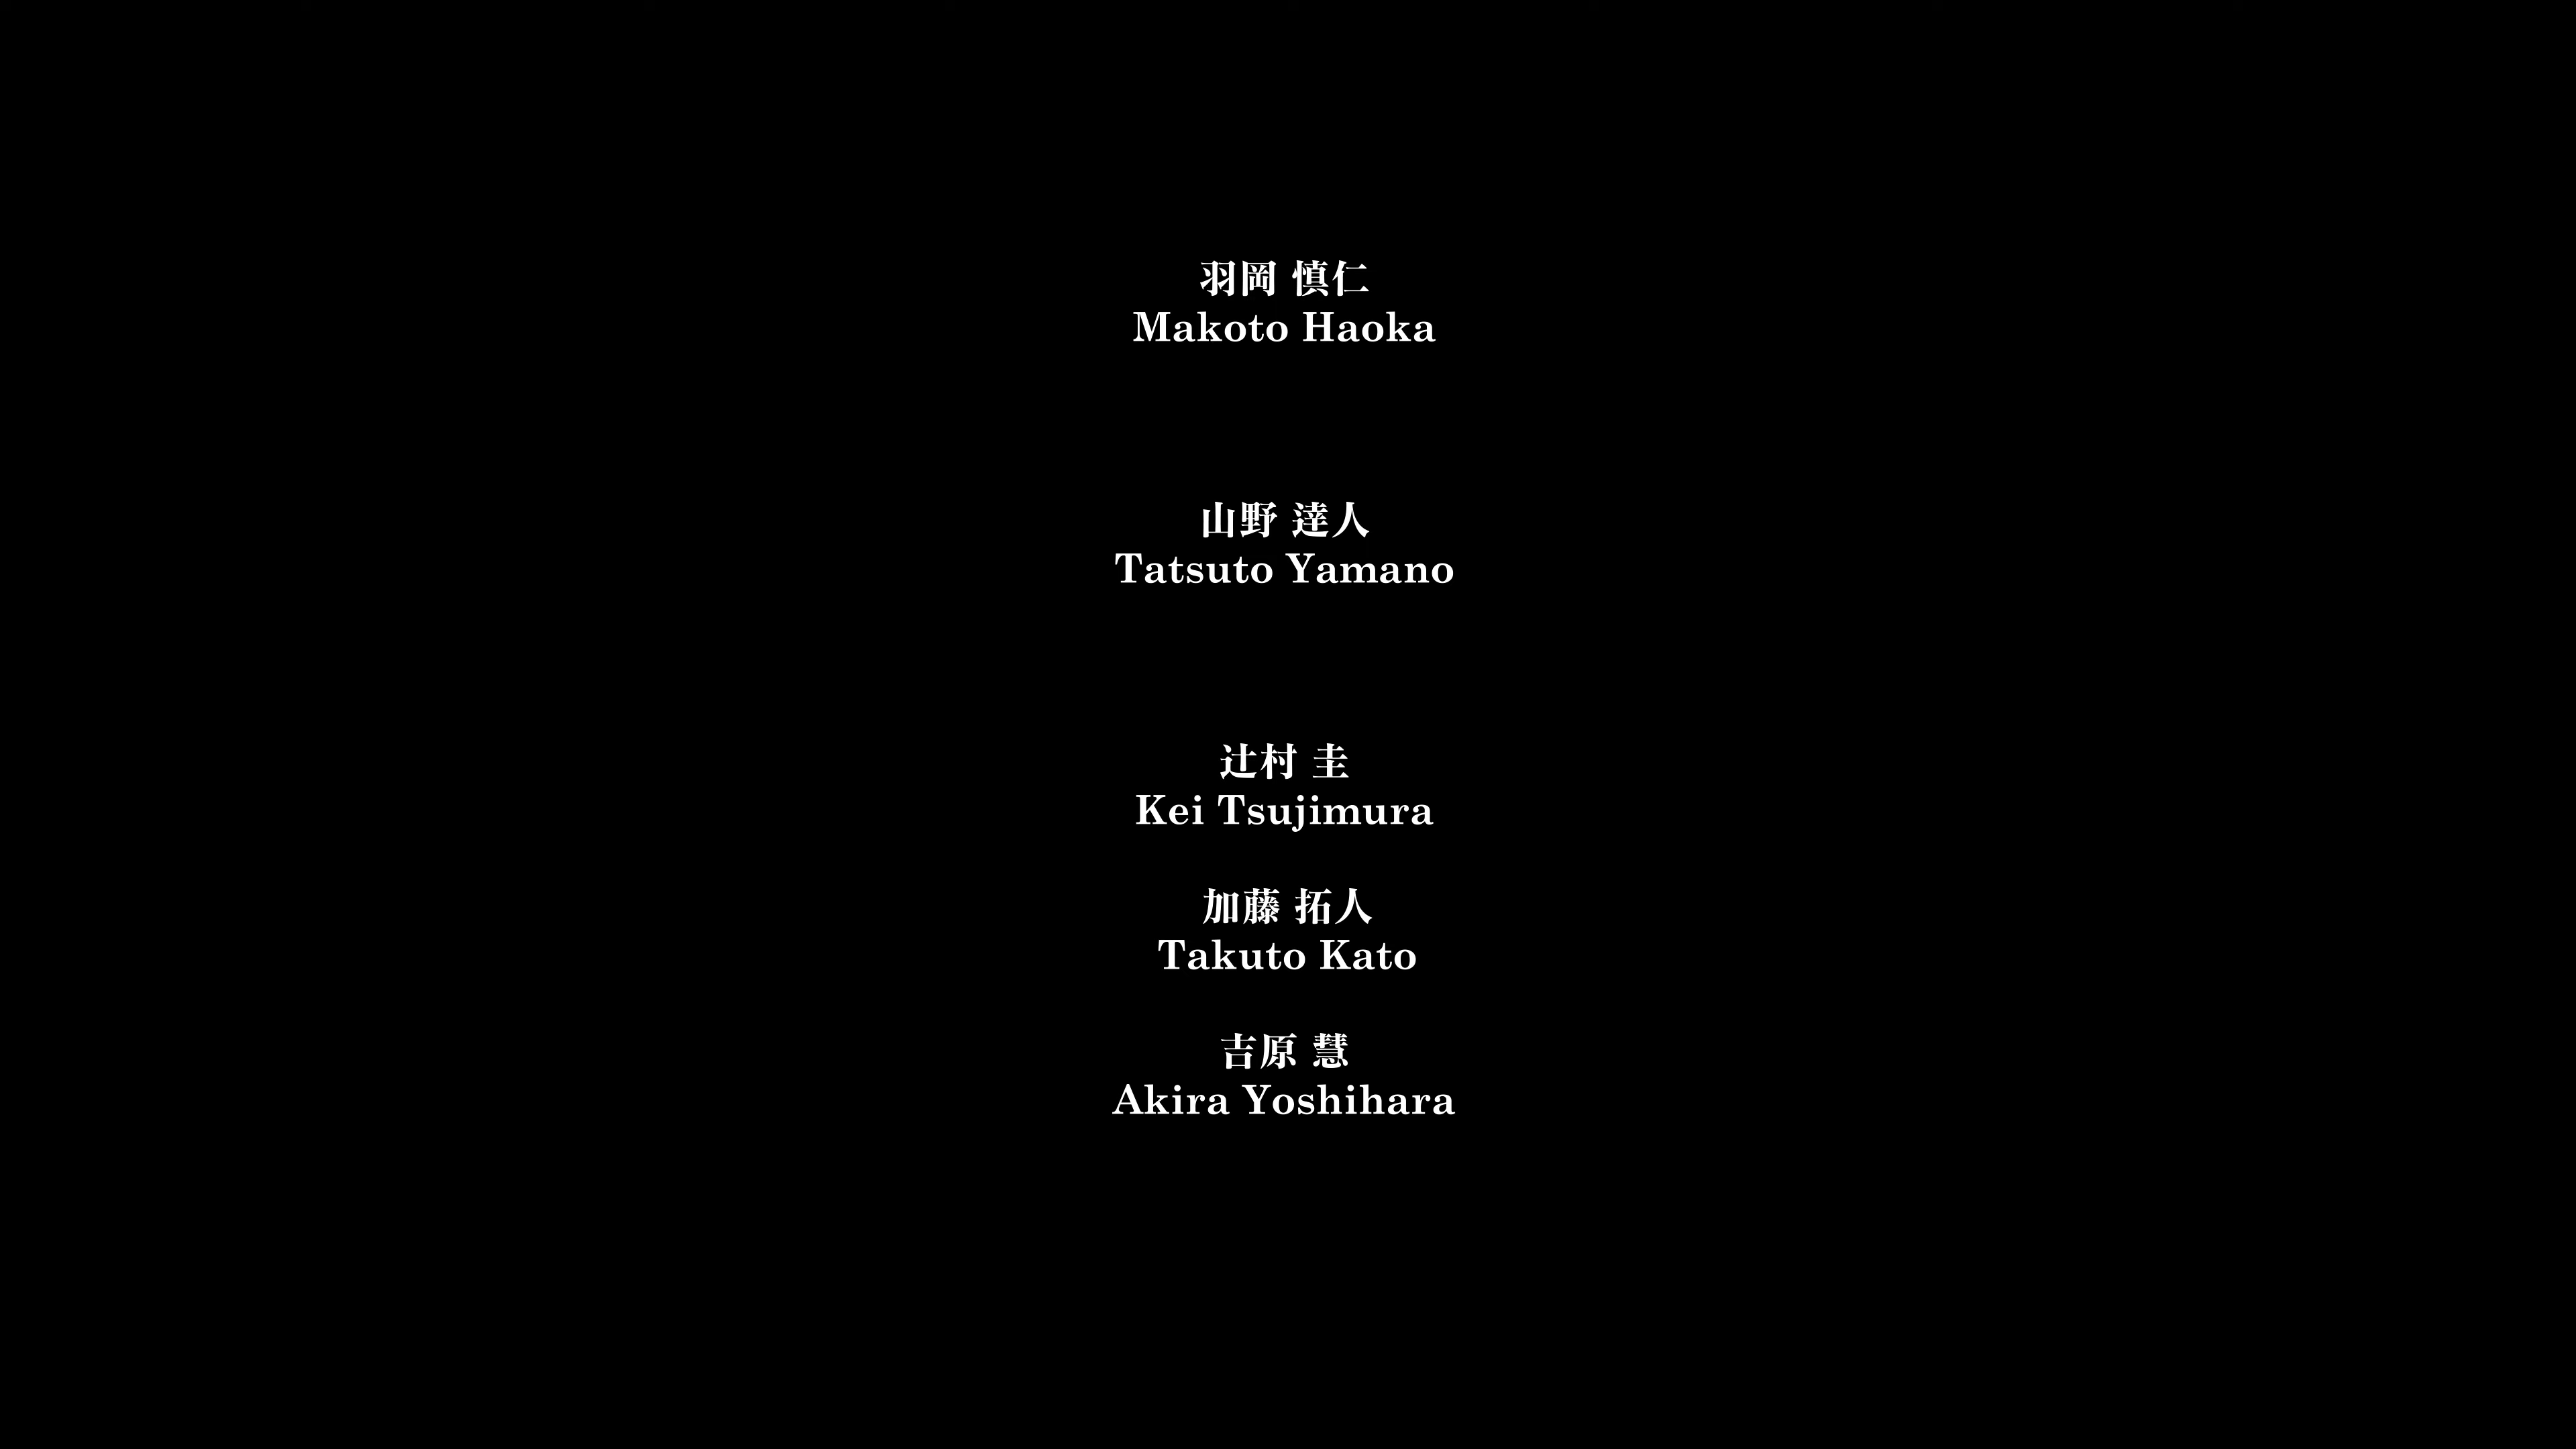 羽岡 慎仁
Makoto Haoka
山野 達人
Tatsuto Yamano
辻村 圭
Kei Tsujimura
加藤 拓人
Takuto Kato
吉原 慧
Akira Yoshihara